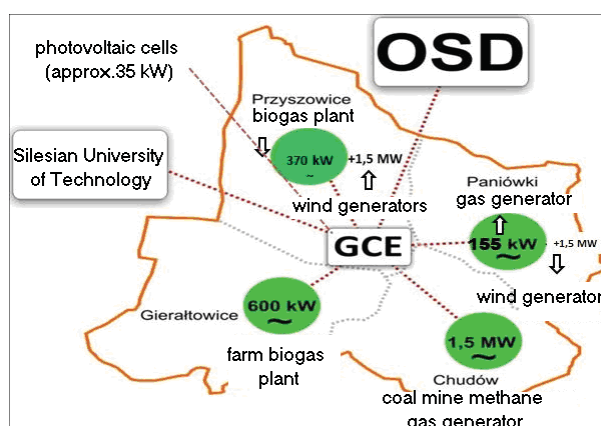 photovoltaic cells
(approx.35 kW)
OSD
Przyszowice
biogas plant
370 kW
~
+1,5 MW
wind generators
Silesian University
of Technology
Paniówki
gas generator
155 kW
~
+1,5 MW
wind generator
GCE
600 kW
~
Gierałtowice
farm biogas
plant
1,5 MW
~
Chudów
coal mine methane
gas generator